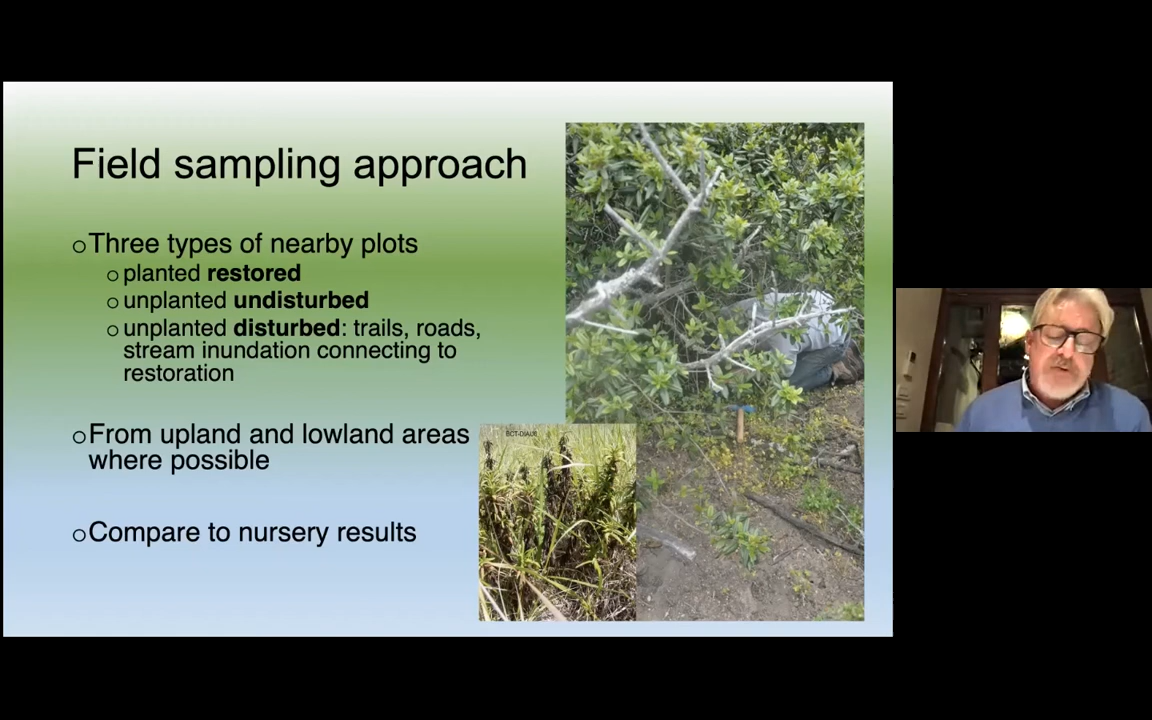 Field sampling approach
○Three types of nearby plots
○planted restored
○unplanted undisturbed
○unplanted disturbed: trails, roads,
stream inundation connecting to
restoration
○From upland and lowland areas
where possible
○Compare to nursery results